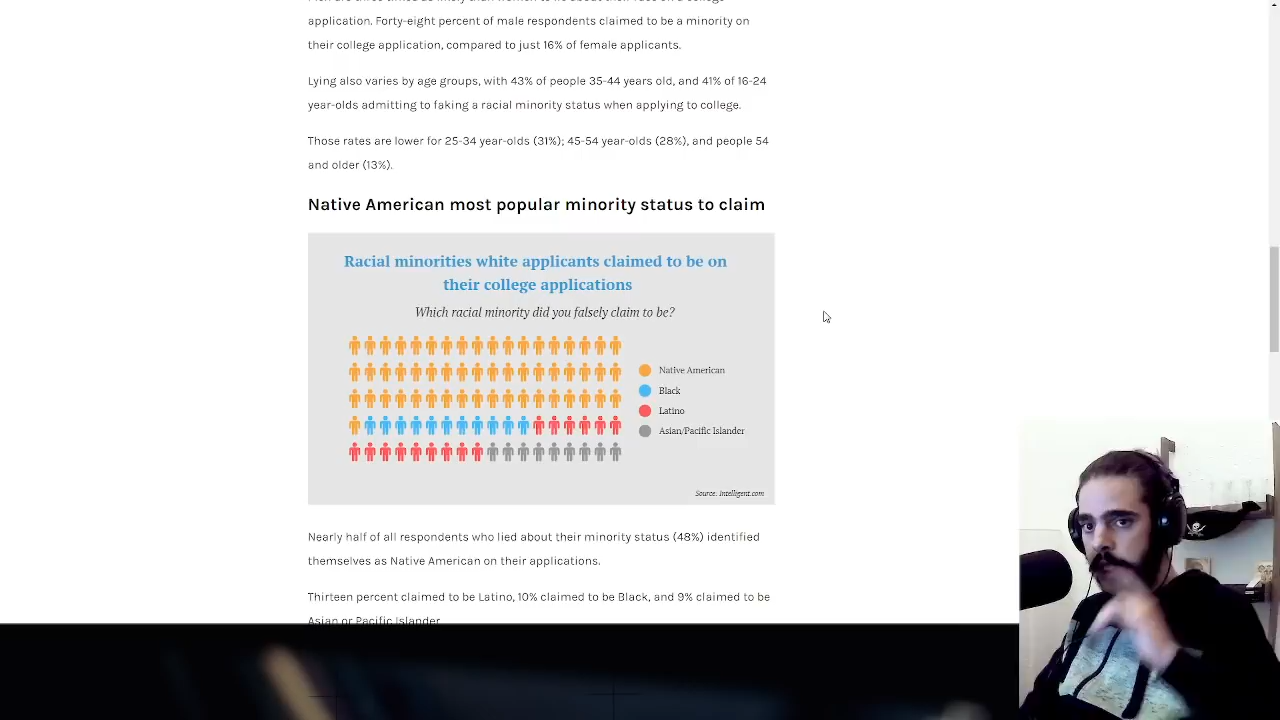 application. Forty-eight percent of male respondents claimed to be a minority on
their college application, compared to just 16% of female applicants.
Lying also varies by age groups, with 43% of people 35-44 years old, and 41% of 16-24
year-olds admitting to faking a racial minority status when applying to college.
Those rates are lower for 25-34 year-olds (31%); 45-54 year-olds (28%), and people 54
and older (13%).
Native American most popular minority status to claim
Racial minorities white applicants claimed to be on
their college applications
Which racial minority did you falsely claim to be?
Native American
Black
Latino
Asian/Pacific Islander
Source: Intelligent.com
Nearly half of all respondents who lied about their minority status (48%) identified
themselves as Native American on their applications.
Thirteen percent claimed to be Latino, 10% claimed to be Black, and 9% claimed to be
Asian or Pacific Islander